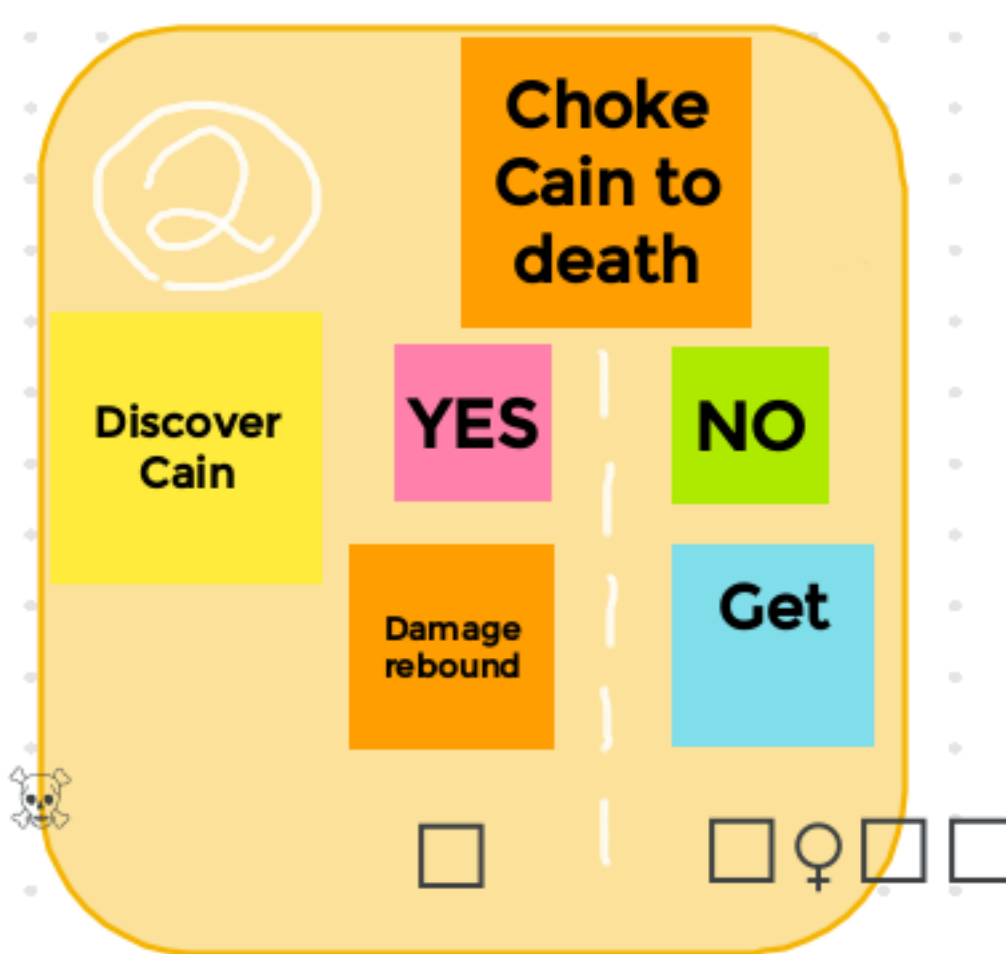 2
Choke
Cain to
death
Discover
Cain
YES
NO
Damage
rebound
Get
♀